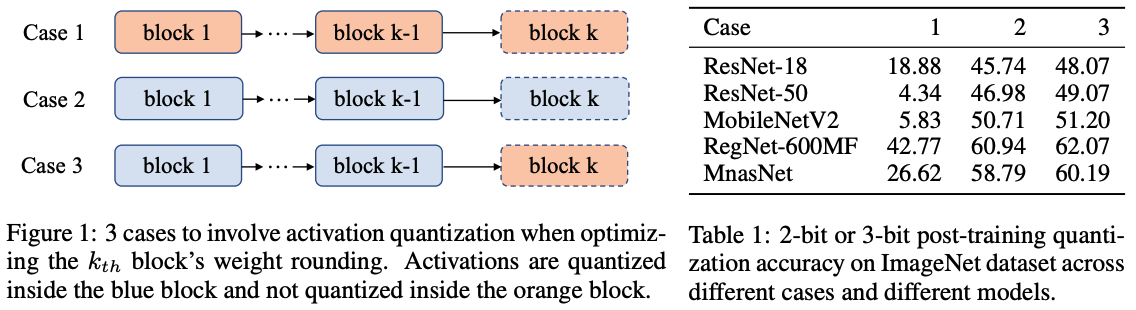 Case 1 block 1 ... block k-1 block k
Case 2 block 1 ... block k-1 block k
Case 3 block 1 ... block k-1 block k
Figure 1: 3 cases to involve activation quantization when optimiz-
ing the kth block's weight rounding. Activations are quantized
inside the blue block and not quantized inside the orange block.
Case 1 2 3
ResNet-18 18.88 45.74 48.07
ResNet-50 4.34 46.98 49.07
MobileNetV2 5.83 50.71 51.20
RegNet-600MF 42.77 60.94 62.07
MnasNet 26.62 58.79 60.19
Table 1: 2-bit or 3-bit post-training quanti-
zation accuracy on ImageNet dataset across
different cases and different models.